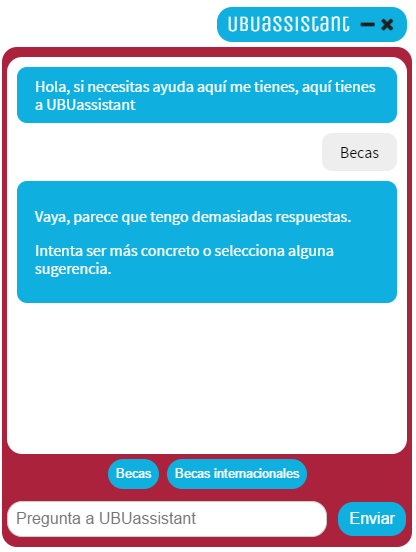 UBUassistant
Hola, si necesitas ayuda aquí me tienes, aquí tienes
a UBUassistant
Becas
Vaya, parece que tengo demasiadas respuestas.
Intenta ser más concreto o selecciona alguna
sugerencia.
Becas
Becas internacionales
Pregunta a UBUassistant
Enviar